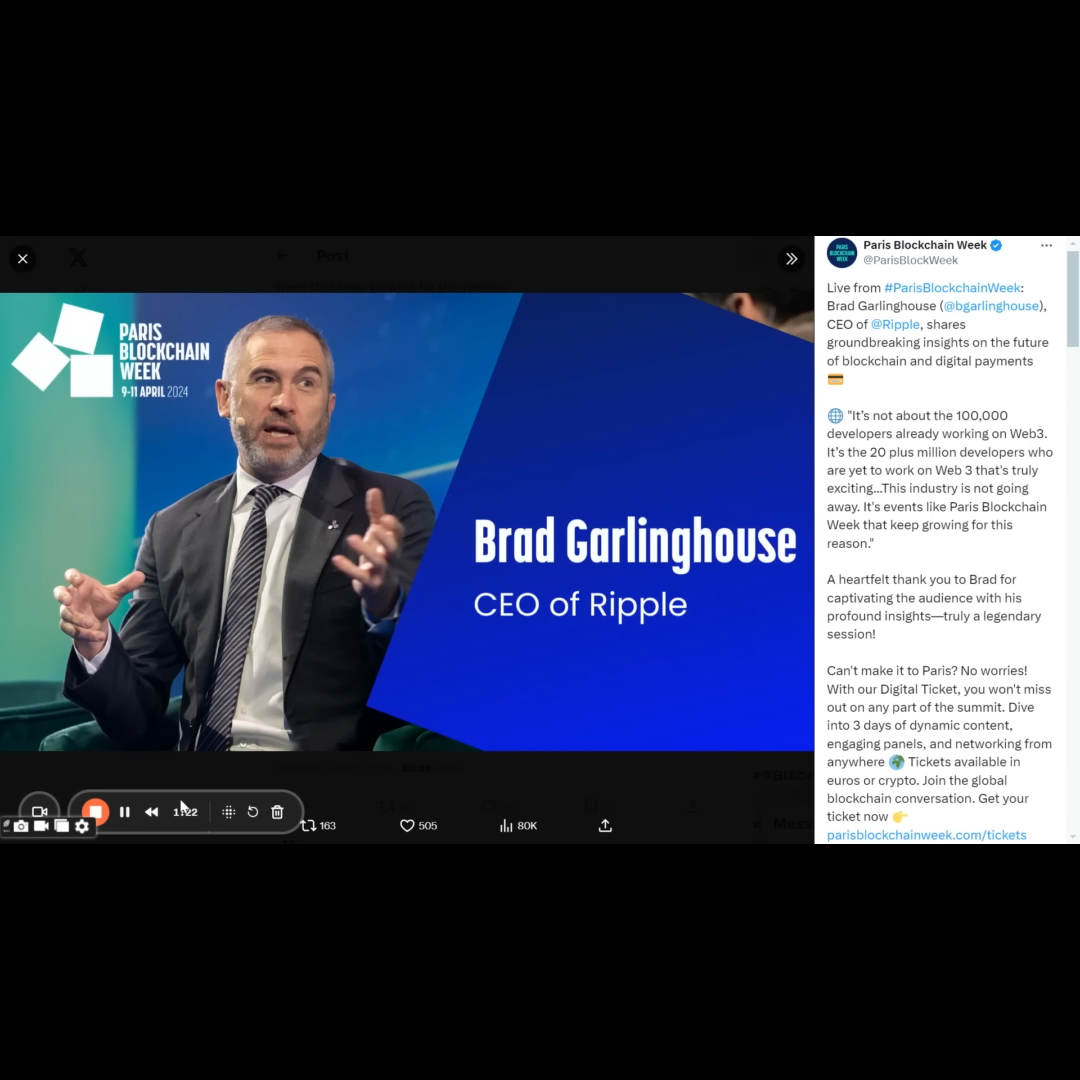 Post
PARIS
BLOCKCHAIN
WEEK
9-11 APRIL 2024
Brad Garlinghouse
CEO of Ripple
11:22
163
505
80K
Paris Blockchain Week
@ParisBlockWeek
Live from #ParisBlockchainWeek:
Brad Garlinghouse (@bgarlinghouse),
CEO of @Ripple, shares
groundbreaking insights on the future
of blockchain and digital payments
💳
🌐 "It’s not about the 100,000
developers already working on Web3.
It’s the 20 plus million developers who
are yet to work on Web 3 that's truly
exciting...This industry is not going
away. It's events like Paris Blockchain
Week that keep growing for this
reason."
A heartfelt thank you to Brad for
captivating the audience with his
profound insights—truly a legendary
session!
Can't make it to Paris? No worries!
With our Digital Ticket, you won't miss
out on any part of the summit. Dive
into 3 days of dynamic content,
engaging panels, and networking from
anywhere 🌍 Tickets available in
euros or crypto. Join the global
blockchain conversation. Get your
ticket now 👉
parisblockchainweek.com/tickets